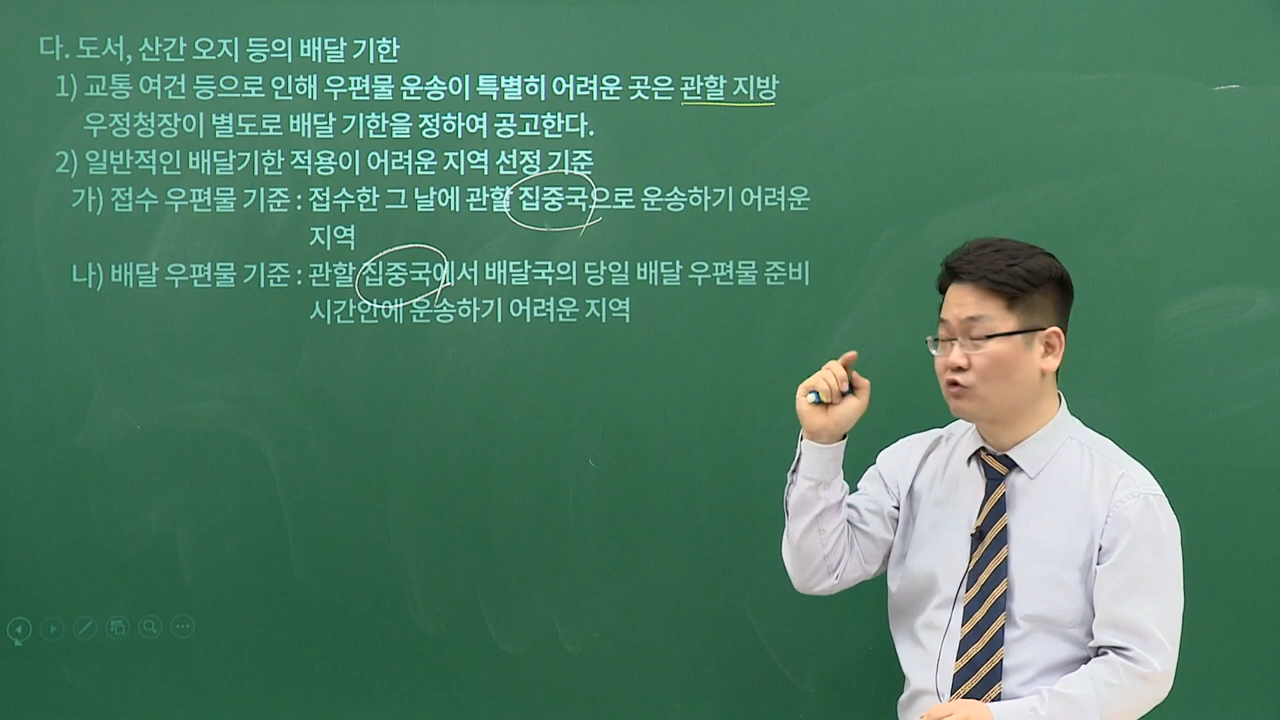 다. 도서, 산간 오지 등의 배달 기한
1) 교통 여건 등으로 인해 우편물 운송이 특별히 어려운 곳은 관할 지방
우정청장이 별도로 배달 기한을 정하여 공고한다.
2) 일반적인 배달기한 적용이 어려운 지역 선정 기준
가) 접수 우편물 기준 : 접수한 그 날에 관할 집중국으로 운송하기 어려운
지역
나) 배달 우편물 기준 : 관할 집중국에서 배달국의 당일 배달 우편물 준비
시간안에 운송하기 어려운 지역